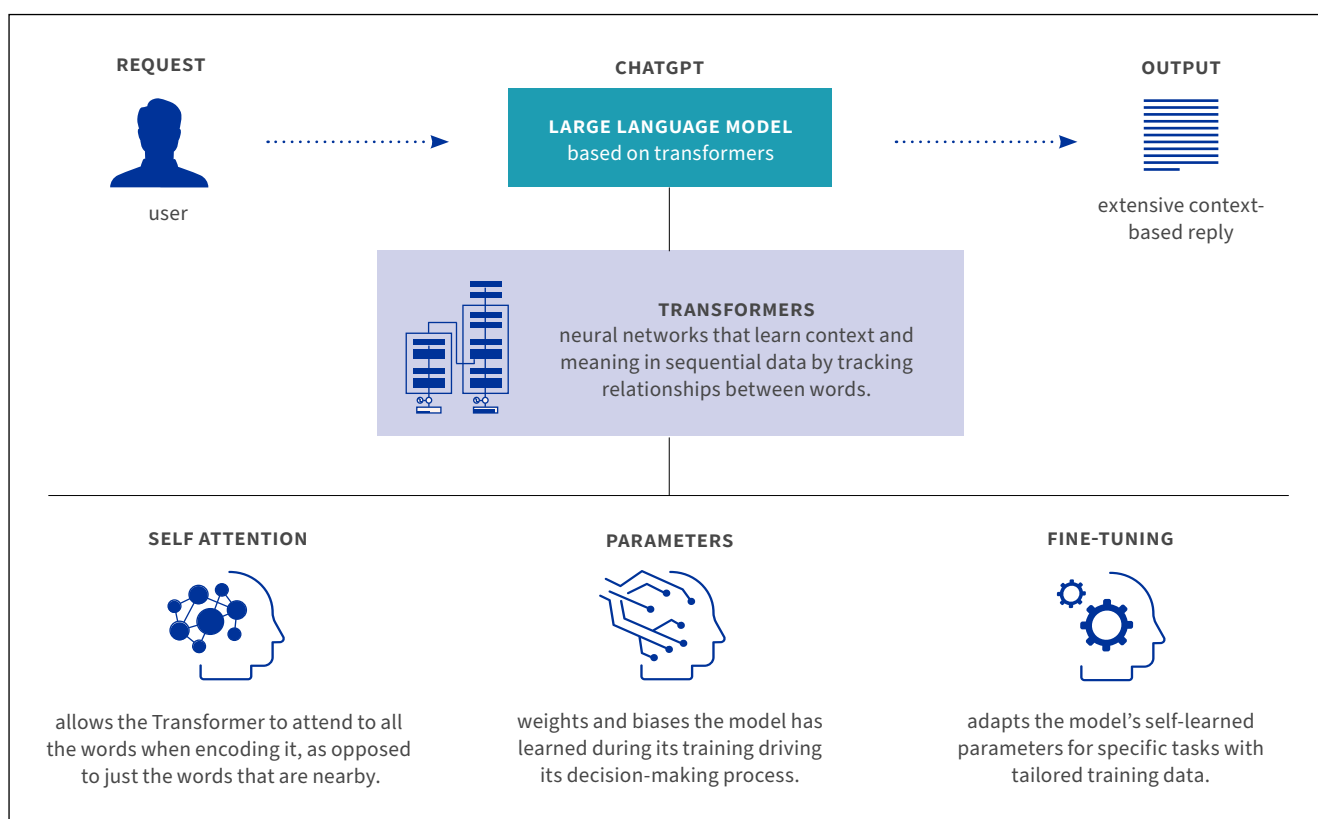 REQUEST
user
CHATGPT
LARGE LANGUAGE MODEL
based on transformers
OUTPUT
extensive context-
based reply
TRANSFORMERS
neural networks that learn context and
meaning in sequential data by tracking
relationships between words.
SELF ATTENTION
allows the Transformer to attend to all
the words when encoding it, as opposed
to just the words that are nearby.
PARAMETERS
weights and biases the model has
learned during its training driving
its decision-making process.
FINE-TUNING
adapts the model’s self-learned
parameters for specific tasks with
tailored training data.